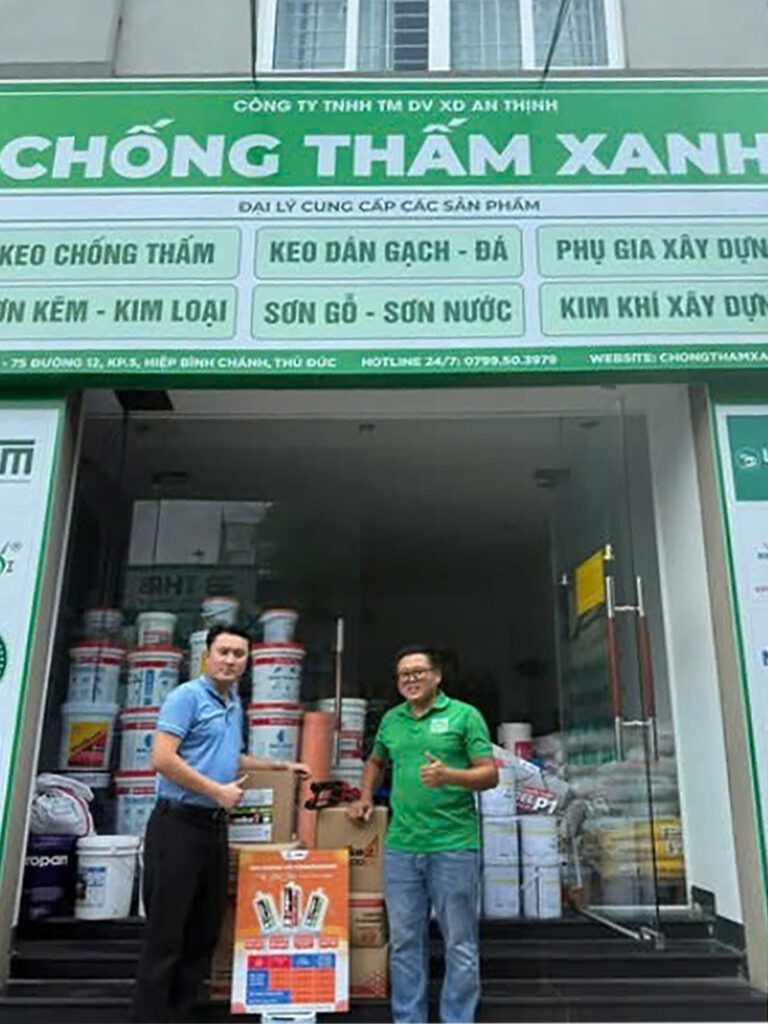 CÔNG TY TNHH TM DV XD AN THỊNH
CHỐNG THẤM XANH
ĐẠI LÝ CUNG CẤP CÁC SẢN PHẨM
KEO CHỐNG THẤM
KEO DÁN GẠCH - ĐÁ
PHỤ GIA XÂY DỰN
ƠN KẼM - KIM LOẠI
SƠN GỖ - SƠN NƯỚC
KIM KHÍ XÂY DỰN
- 75 ĐƯỜNG 12, KP.5, HIỆP BÌNH CHÁNH, THỦ ĐỨC HOTLINE 24/7: 0799.50.3979 WEBSITE: CHONGTHAMXA
ropan
P1